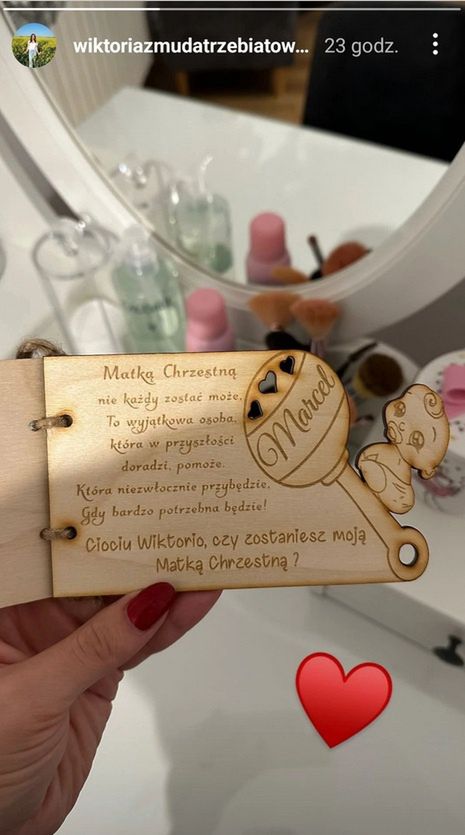 wiktoriazmudatrzebiatow... 23 godz.
Matką Chrzestną
nie każdy zostać może,
To wyjątkowa osoba,
która w przyszłości
doradzi, pomoże.
Która niezwłocznie przybędzie,
Gdy bardzo potrzebna będzie!
Ciociu Wiktorio, czy zostaniesz moją
Matką Chrzestną ?
Marcel